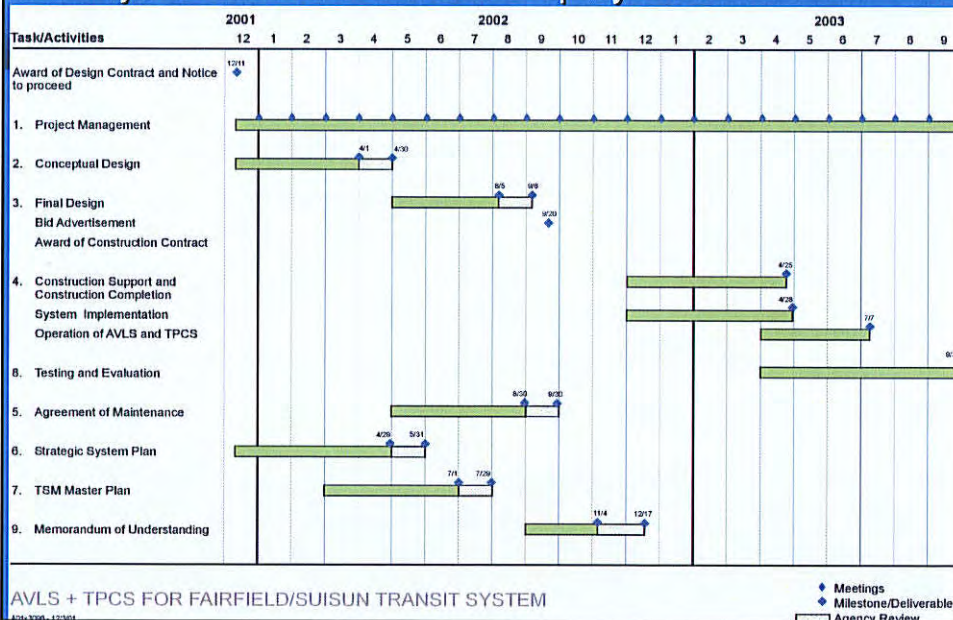 2001 2002 2003
Task/Activities 12 1 2 3 4 5 6 7 8 9 10 11 12 1 2 3 4 5 6 7 8 9
12/11
Award of Design Contract and Notice
to proceed
1. Project Management
4/1 4/30
2. Conceptual Design
8/5 9/6
3. Final Design
9/20
Bid Advertisement
Award of Construction Contract
4/25
4. Construction Support and
Construction Completion
4/28
System Implementation
7/7
Operation of AVLS and TPCS
8. Testing and Evaluation
8/30 9/30
5. Agreement of Maintenance
4/29 5/31
6. Strategic System Plan
7/1 7/29
7. TSM Master Plan
11/4 12/17
9. Memorandum of Understanding
AVLS + TPCS FOR FAIRFIELD/SUISUN TRANSIT SYSTEM
Meetings
Milestone/Deliverable
Agency Review